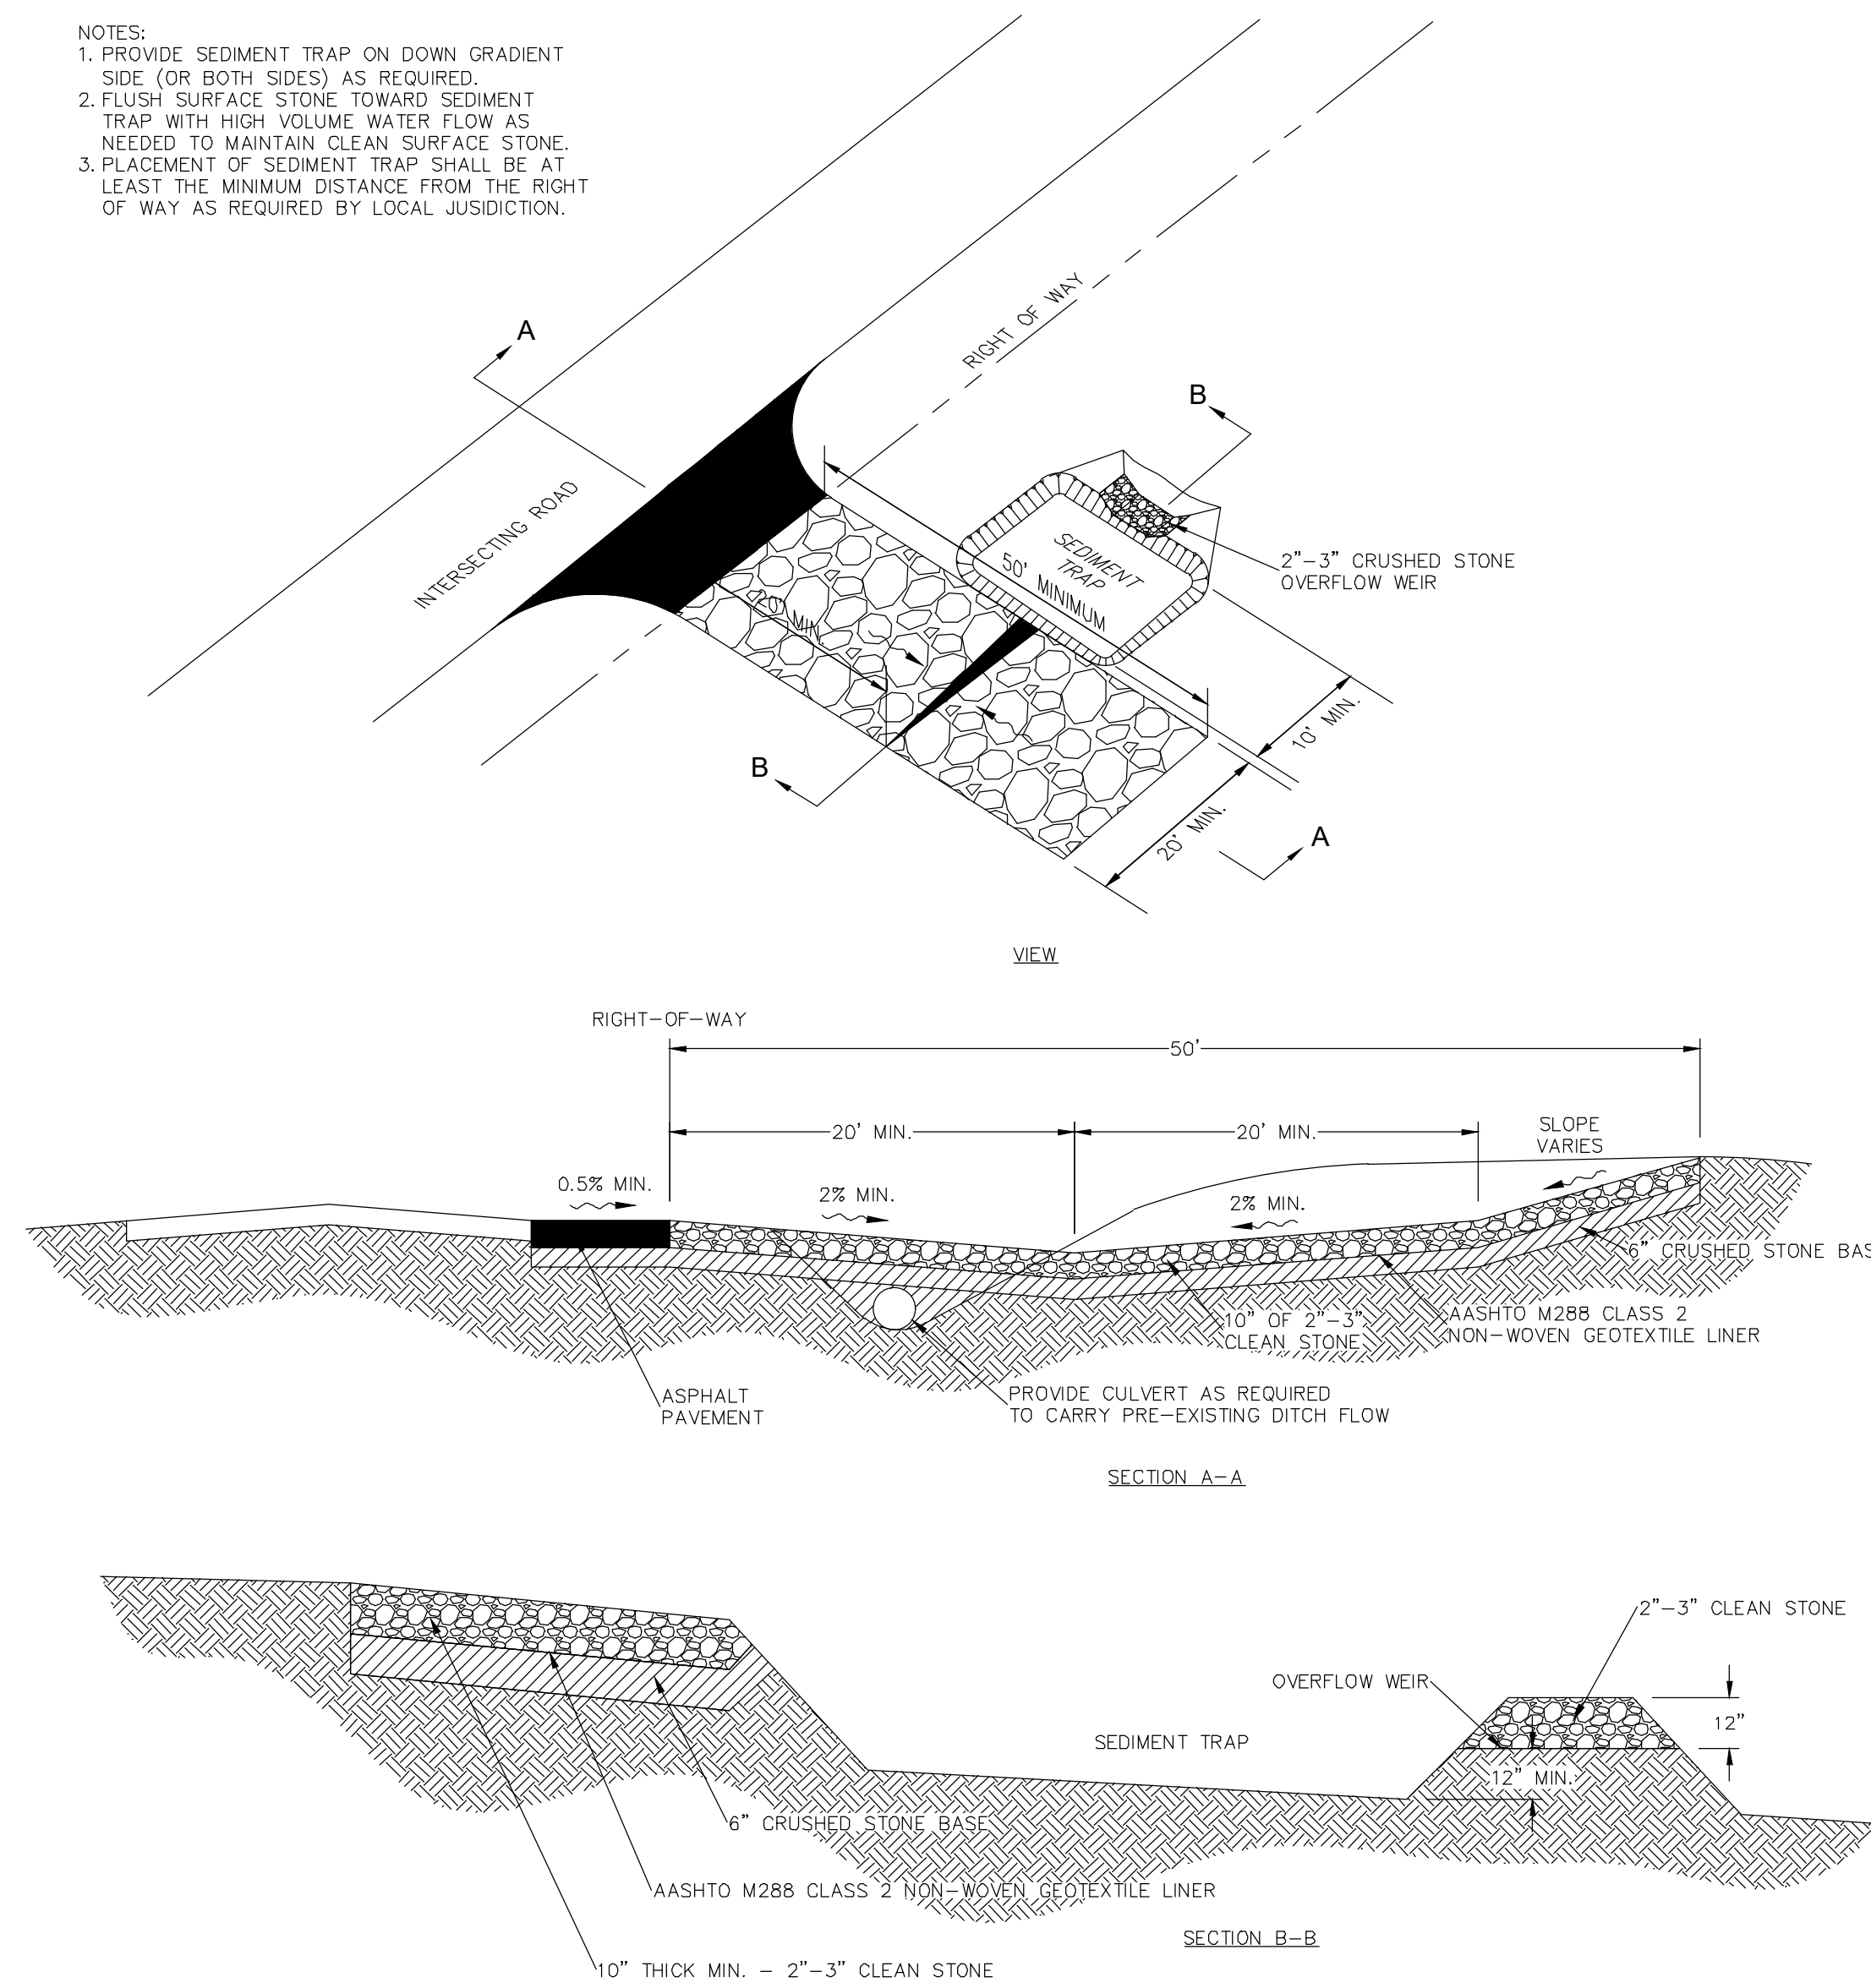 NOTES:
1. PROVIDE SEDIMENT TRAP ON DOWN GRADIENT
SIDE (OR BOTH SIDES) AS REQUIRED.
2. FLUSH SURFACE STONE TOWARD SEDIMENT
TRAP WITH HIGH VOLUME WATER FLOW AS
NEEDED TO MAINTAIN CLEAN SURFACE STONE.
3. PLACEMENT OF SEDIMENT TRAP SHALL BE AT
LEAST THE MINIMUM DISTANCE FROM THE RIGHT
OF WAY AS REQUIRED BY LOCAL JUSIDICTION.
A
RIGHT OF WAY
B
INTERSECTING ROAD
SEDIMENT
TRAP
50' MINIMUM
2"-3" CRUSHED STONE
OVERFLOW WEIR
20' MIN.
10' MIN.
B
20' MIN.
A
VIEW
RIGHT-OF-WAY
50'
20' MIN.
20' MIN.
SLOPE
VARIES
0.5% MIN.
2% MIN.
2% MIN.
6" CRUSHED STONE BAS
10" OF 2"-3"
CLEAN STONE
AASHTO M288 CLASS 2
NON-WOVEN GEOTEXTILE LINER
ASPHALT
PAVEMENT
PROVIDE CULVERT AS REQUIRED
TO CARRY PRE-EXISTING DITCH FLOW
SECTION A-A
2"-3" CLEAN STONE
OVERFLOW WEIR
12"
SEDIMENT TRAP
12" MIN.
6" CRUSHED STONE BASE
AASHTO M288 CLASS 2 NON-WOVEN GEOTEXTILE LINER
SECTION B-B
10" THICK MIN. - 2"-3" CLEAN STONE